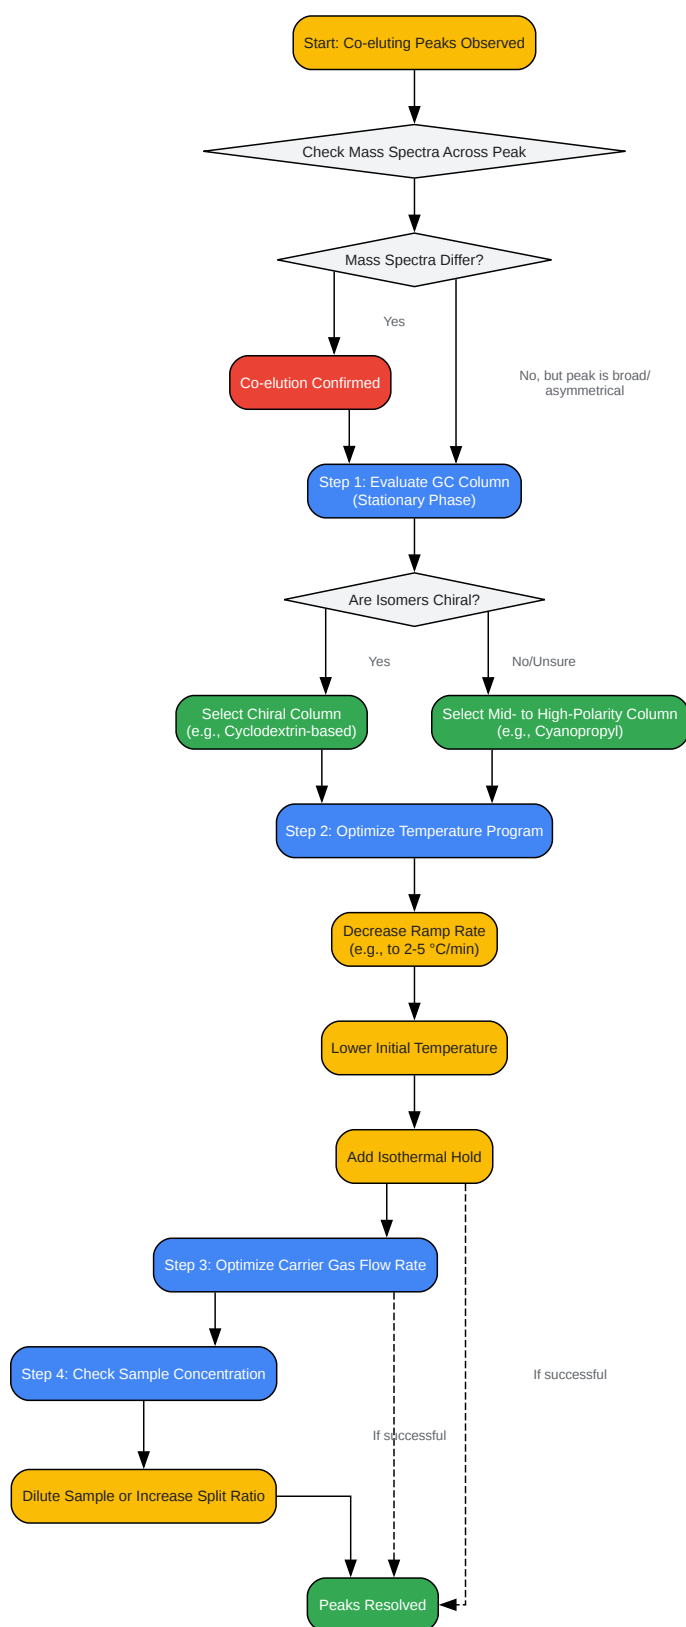 Start: Co-eluting Peaks Observed
Check Mass Spectra Across Peak
Mass Spectra Differ?
Yes
No, but peak is broad/
asymmetrical
Co-elution Confirmed
Step 1: Evaluate GC Column
(Stationary Phase)
Are Isomers Chiral?
Yes
No/Unsure
Select Chiral Column
(e.g., Cyclodextrin-based)
Select Mid- to High-Polarity Column
(e.g., Cyanopropyl)
Step 2: Optimize Temperature Program
Decrease Ramp Rate
(e.g., to 2-5 °C/min)
Lower Initial Temperature
Add Isothermal Hold
Step 3: Optimize Carrier Gas Flow Rate
Step 4: Check Sample Concentration
If successful
If successful
Dilute Sample or Increase Split Ratio
Peaks Resolved